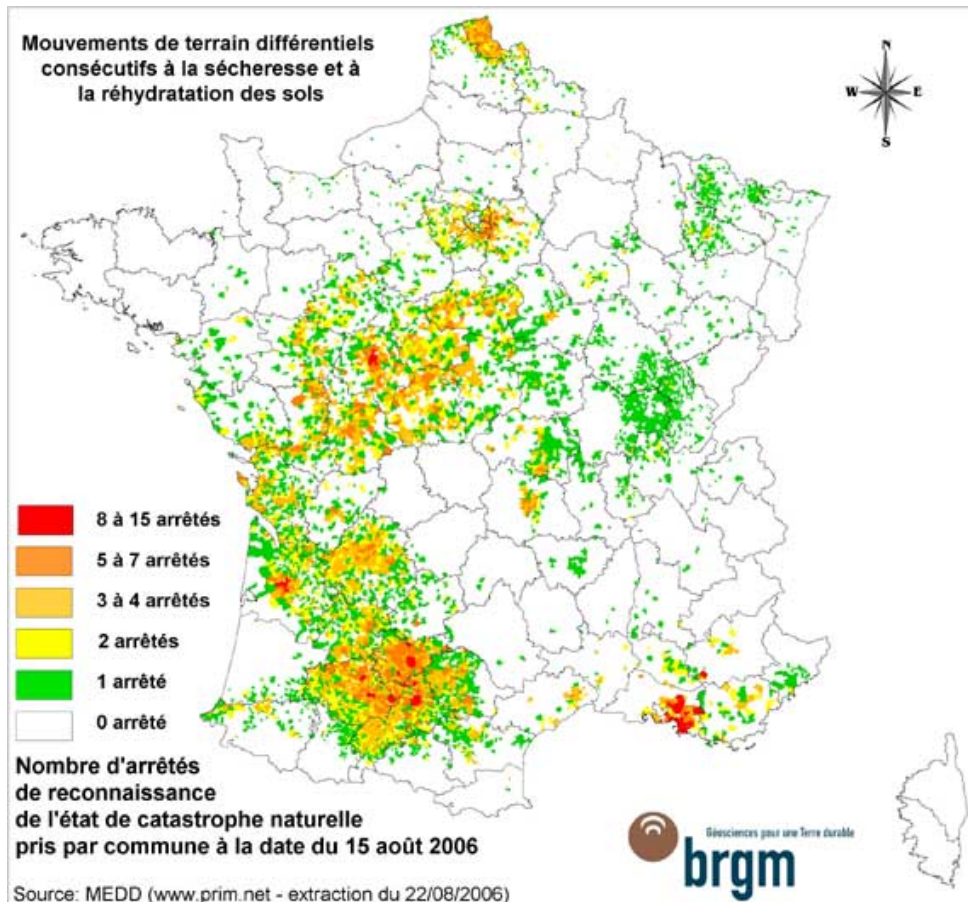 Mouvements de terrain différentiels
consécutifs à la sécheresse et à
la réhydratation des sols
N
W
E
S
8 à 15 arrêtés
5 à 7 arrêtés
3 à 4 arrêtés
2 arrêtés
1 arrêté
0 arrêté
Nombre d'arrêtés
de reconnaissance
de l'état de catastrophe naturelle
pris par commune à la date du 15 août 2006
Géosciences pour une Terre durable
brgm
Source: MEDD (www.prim.net - extraction du 22/08/2006)